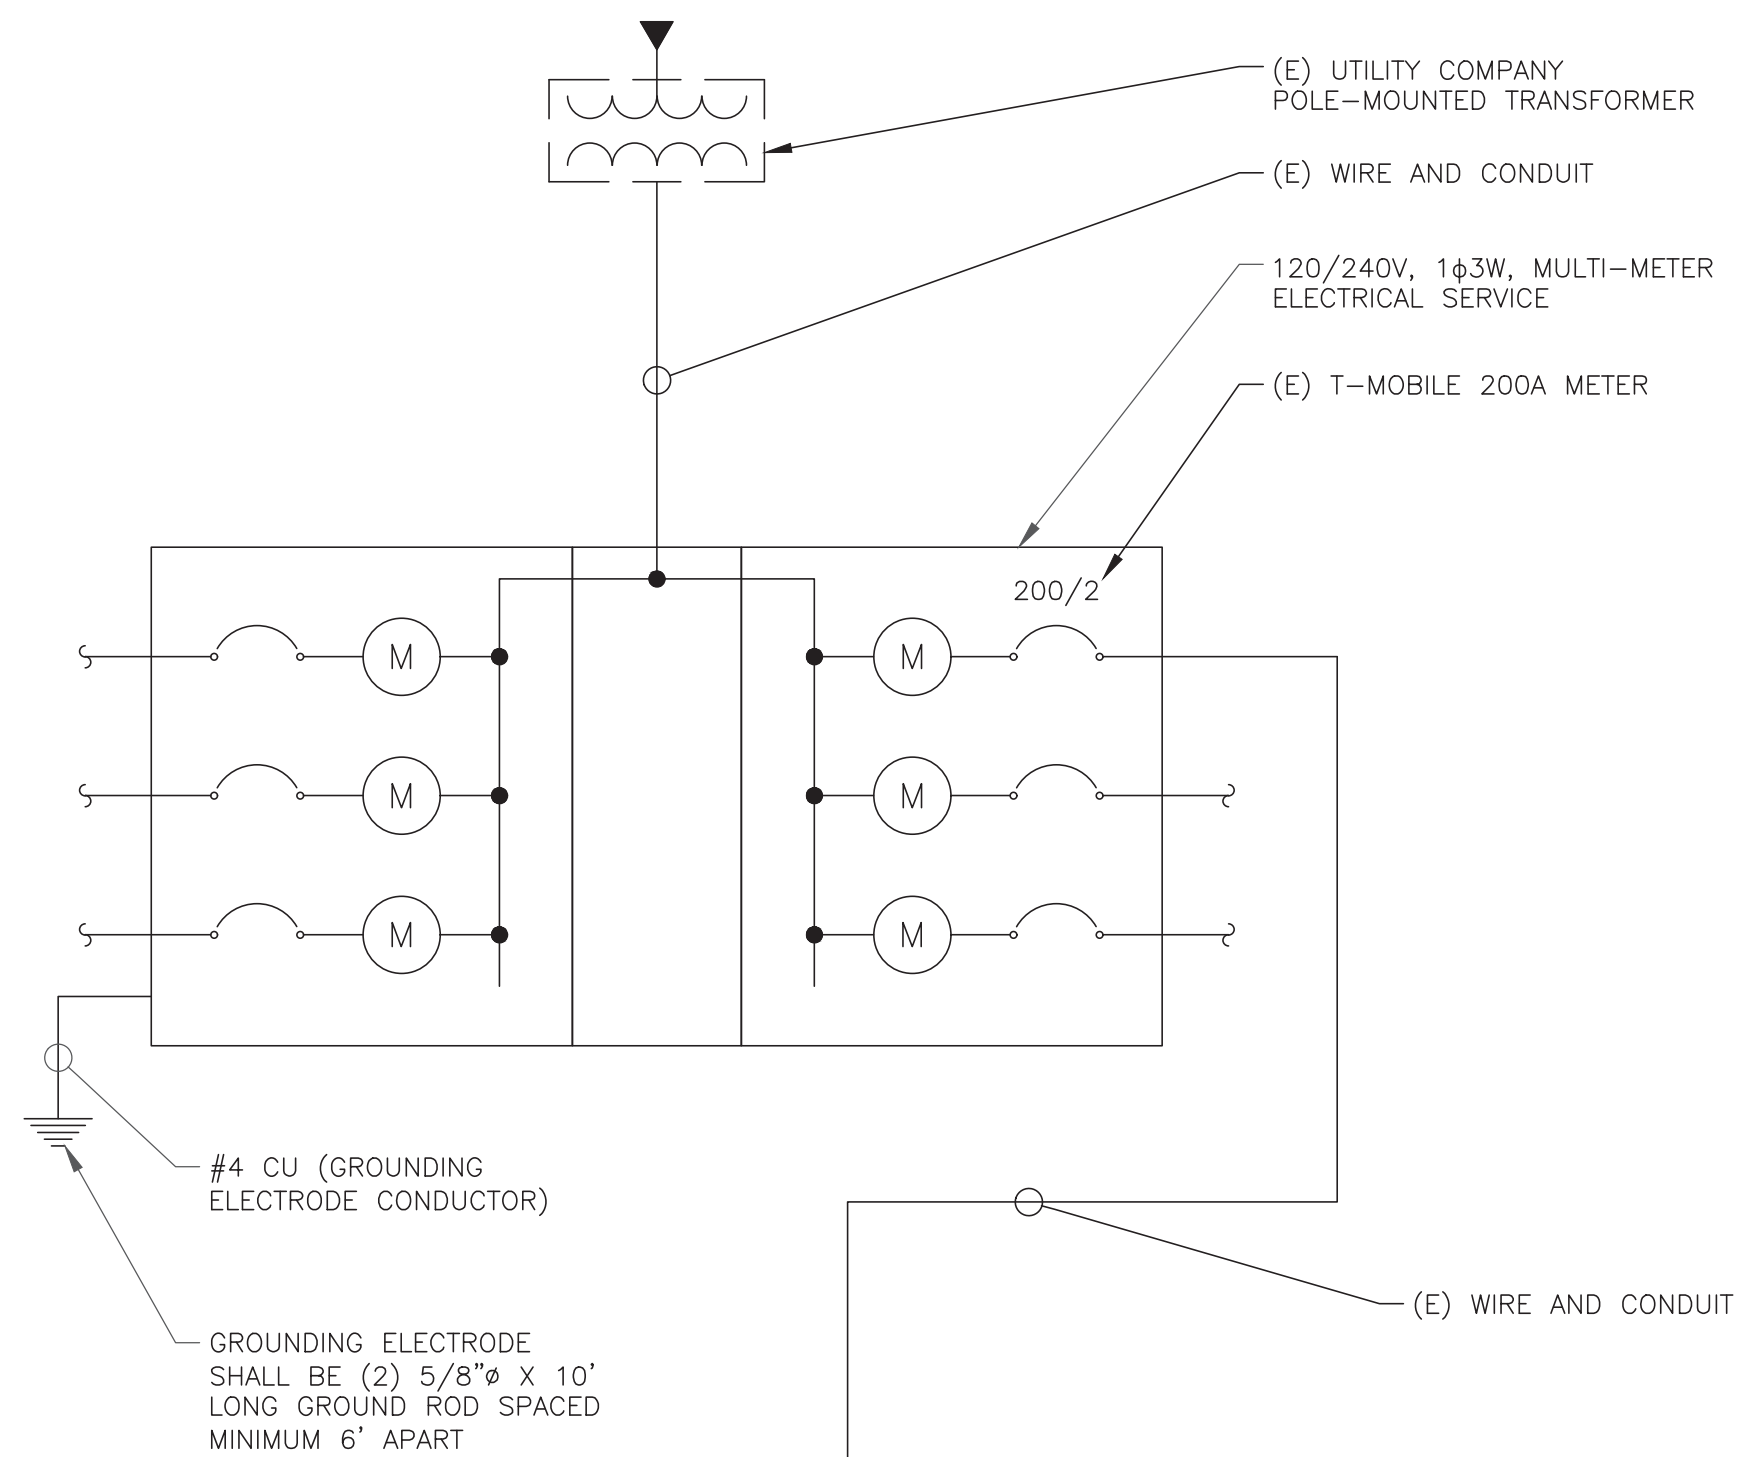 (E) UTILITY COMPANY
POLE-MOUNTED TRANSFORMER
(E) WIRE AND CONDUIT
120/240V, 1ϕ3W, MULTI-METER
ELECTRICAL SERVICE
(E) T-MOBILE 200A METER
200/2
M
M
M
M
M
M
#4 CU (GROUNDING
ELECTRODE CONDUCTOR)
(E) WIRE AND CONDUIT
GROUNDING ELECTRODE
SHALL BE (2) 5/8"ø X 10'
LONG GROUND ROD SPACED
MINIMUM 6' APART